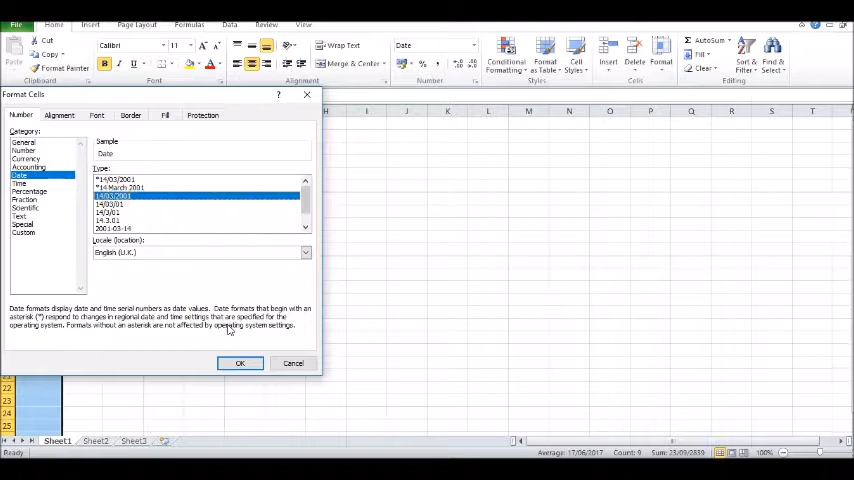 File Home Insert Page Layout Formulas Data Review View
Cut Calibri 11 Wrap Text Date AutoSum
Paste Copy Conditional Formatting Format as Table Cell Styles Insert Delete Format Fill Sort & Filter Find & Select
Format Painter B I U Merge & Center % Clear
Clipboard Font Alignment Number Styles Cells Editing
Format Cells
Number Alignment Font Border Fill Protection
H I J K L M N O P Q R S T
Category:
General
Number
Currency
Accounting
Date
Time
Percentage
Fraction
Scientific
Text
Special
Custom
Sample
Date
Type:
*14/03/2001
*14 March 2001
14/03/2001
14/03/01
14/3/01
14.3.01
2001-03-14
Locale (location):
English (U.K.)
Date formats display date and time serial numbers as date values. Date formats that begin with an
asterisk (*) respond to changes in regional date and time settings that are specified for the
operating system. Formats without an asterisk are not affected by operating system settings.
OK Cancel
22
23
24
25
Sheet1 Sheet2 Sheet3
Ready Average: 17/06/2017 Count: 9 Sum: 23/09/2839 100%